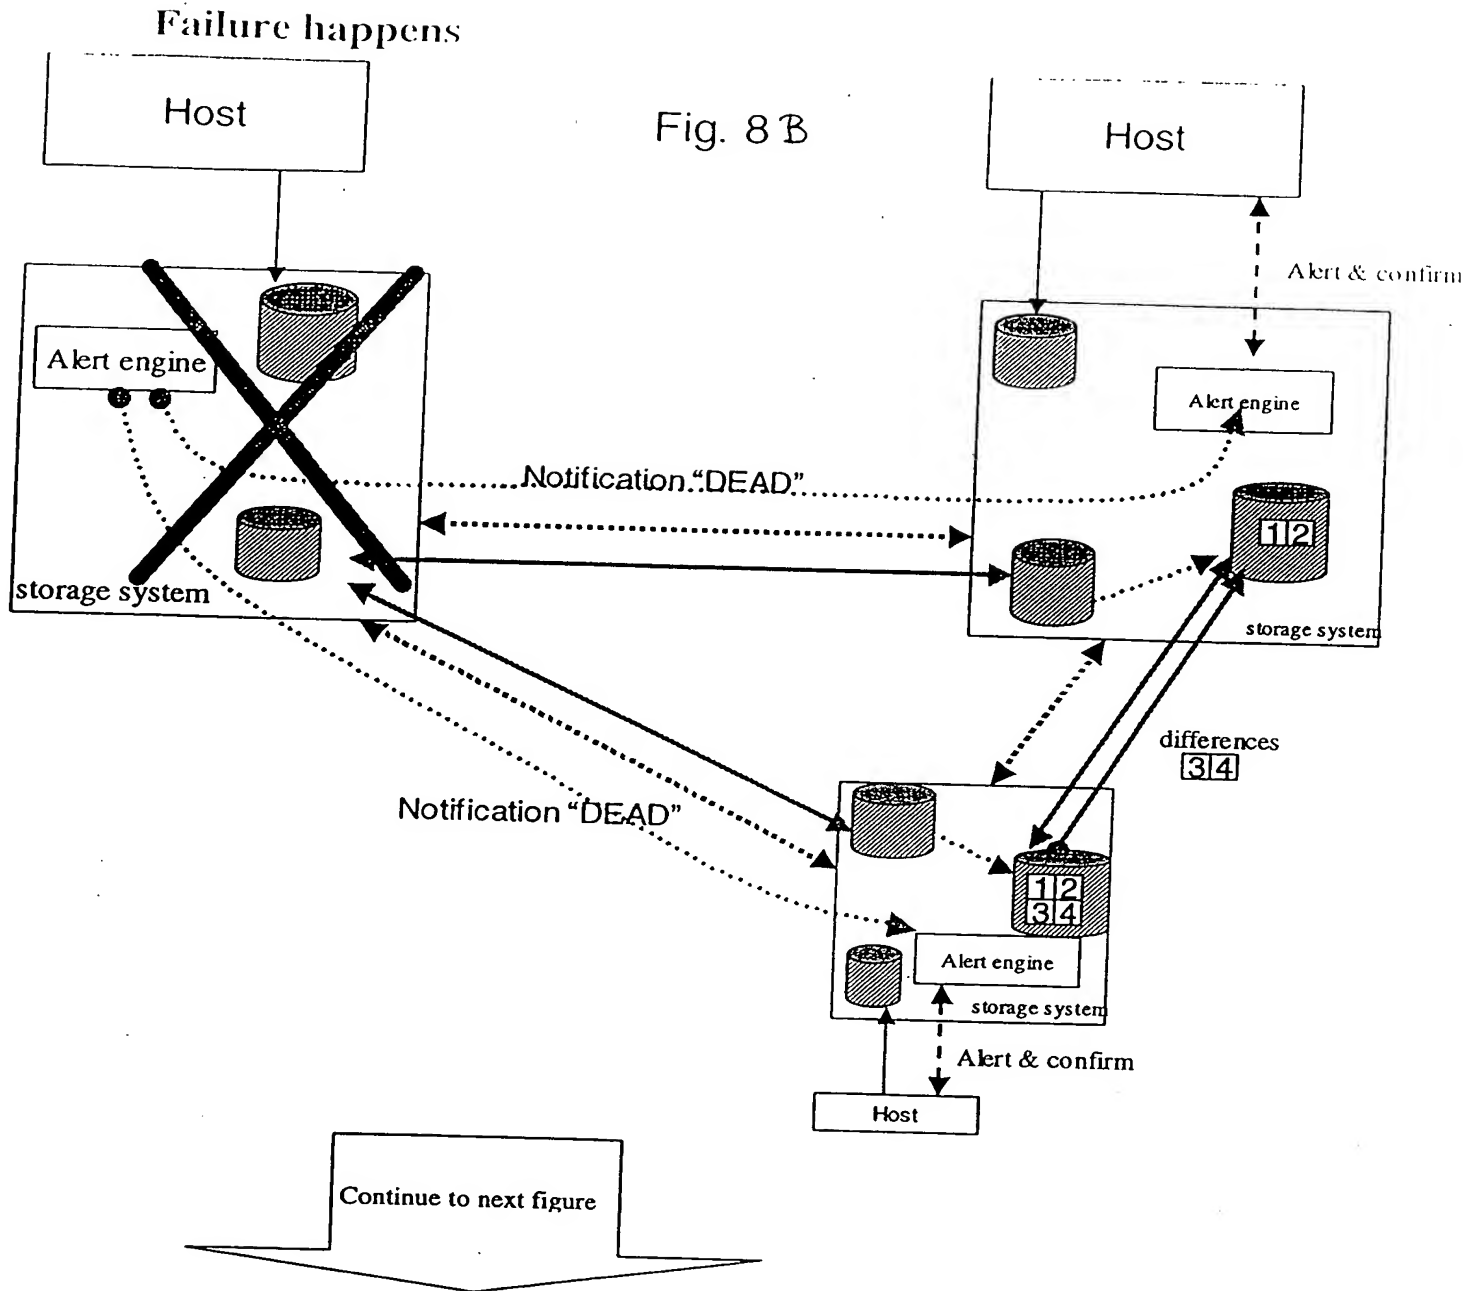 Failure happens
Host
Fig. 8B
Host
Alert & confirm
Alert engine
Alert engine
Notification "DEAD"
1 2
storage system
storage system
differences
3 4
Notification "DEAD"
1 2
3 4
Alert engine
storage system
Alert & confirm
Host
Continue to next figure